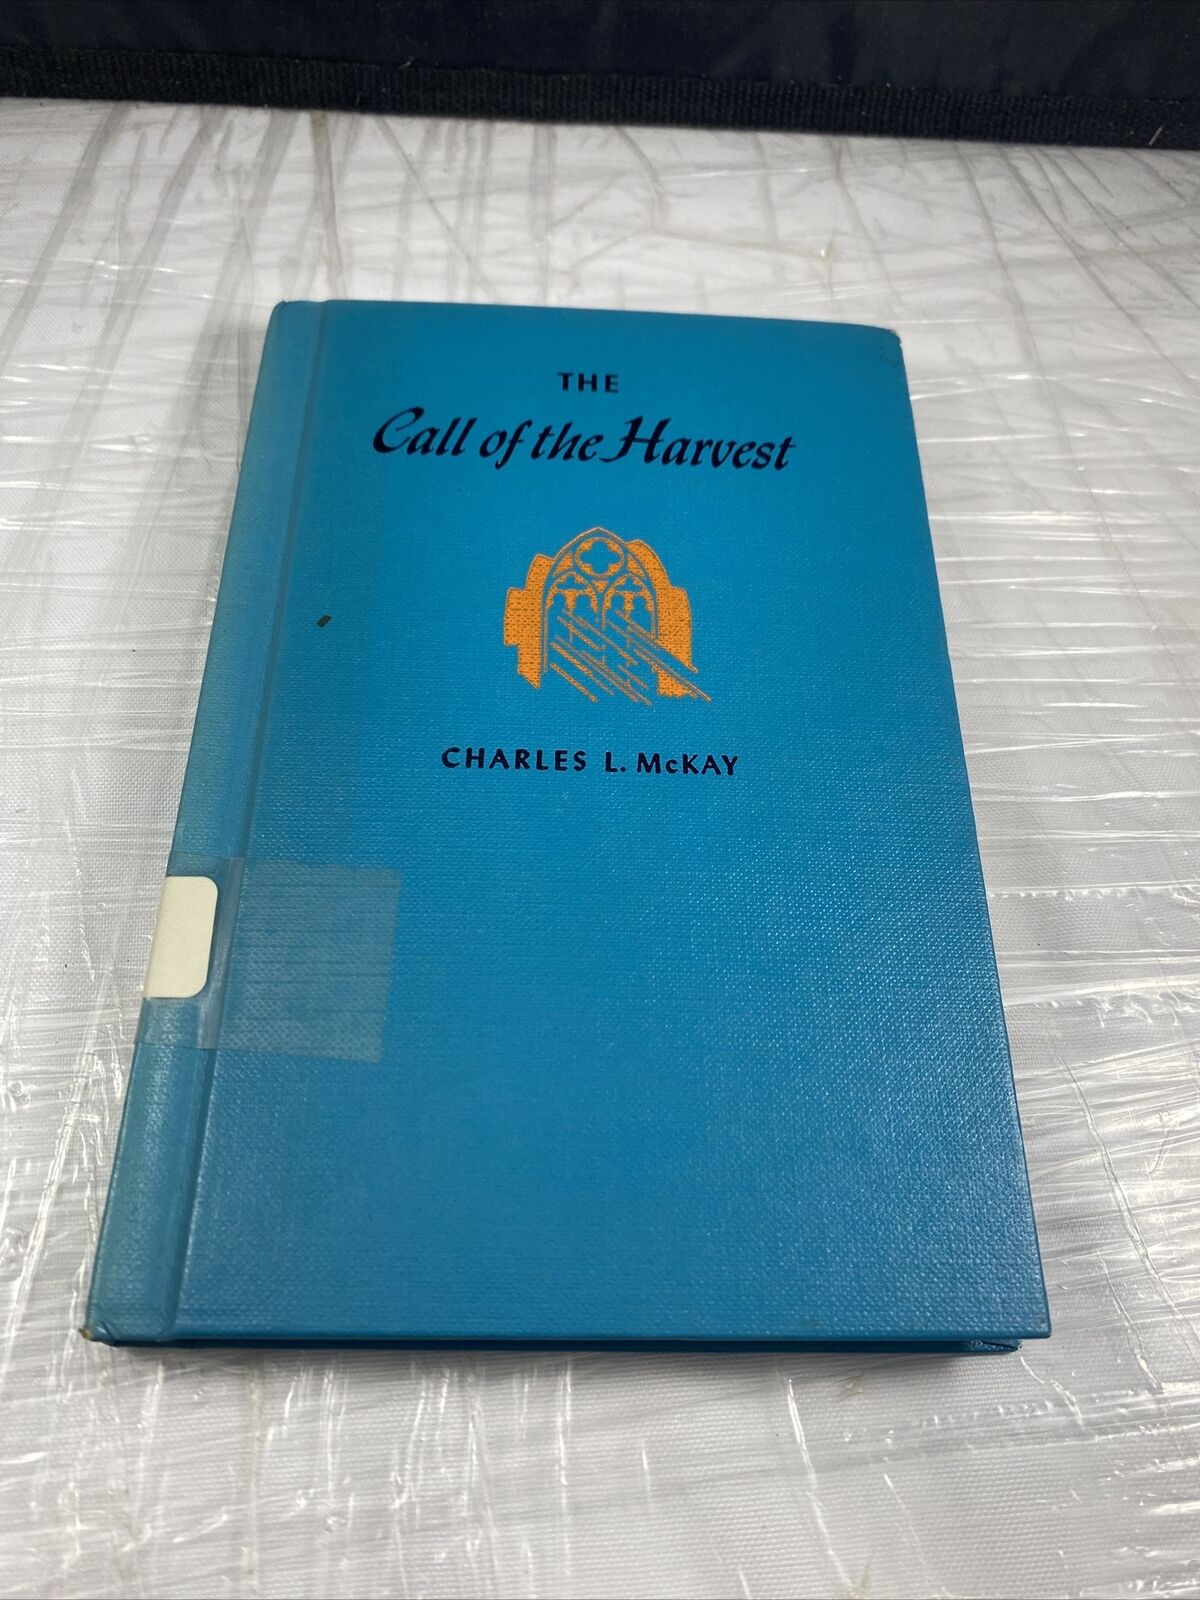 THE
Call of the Harvest
CHARLES L. McKAY